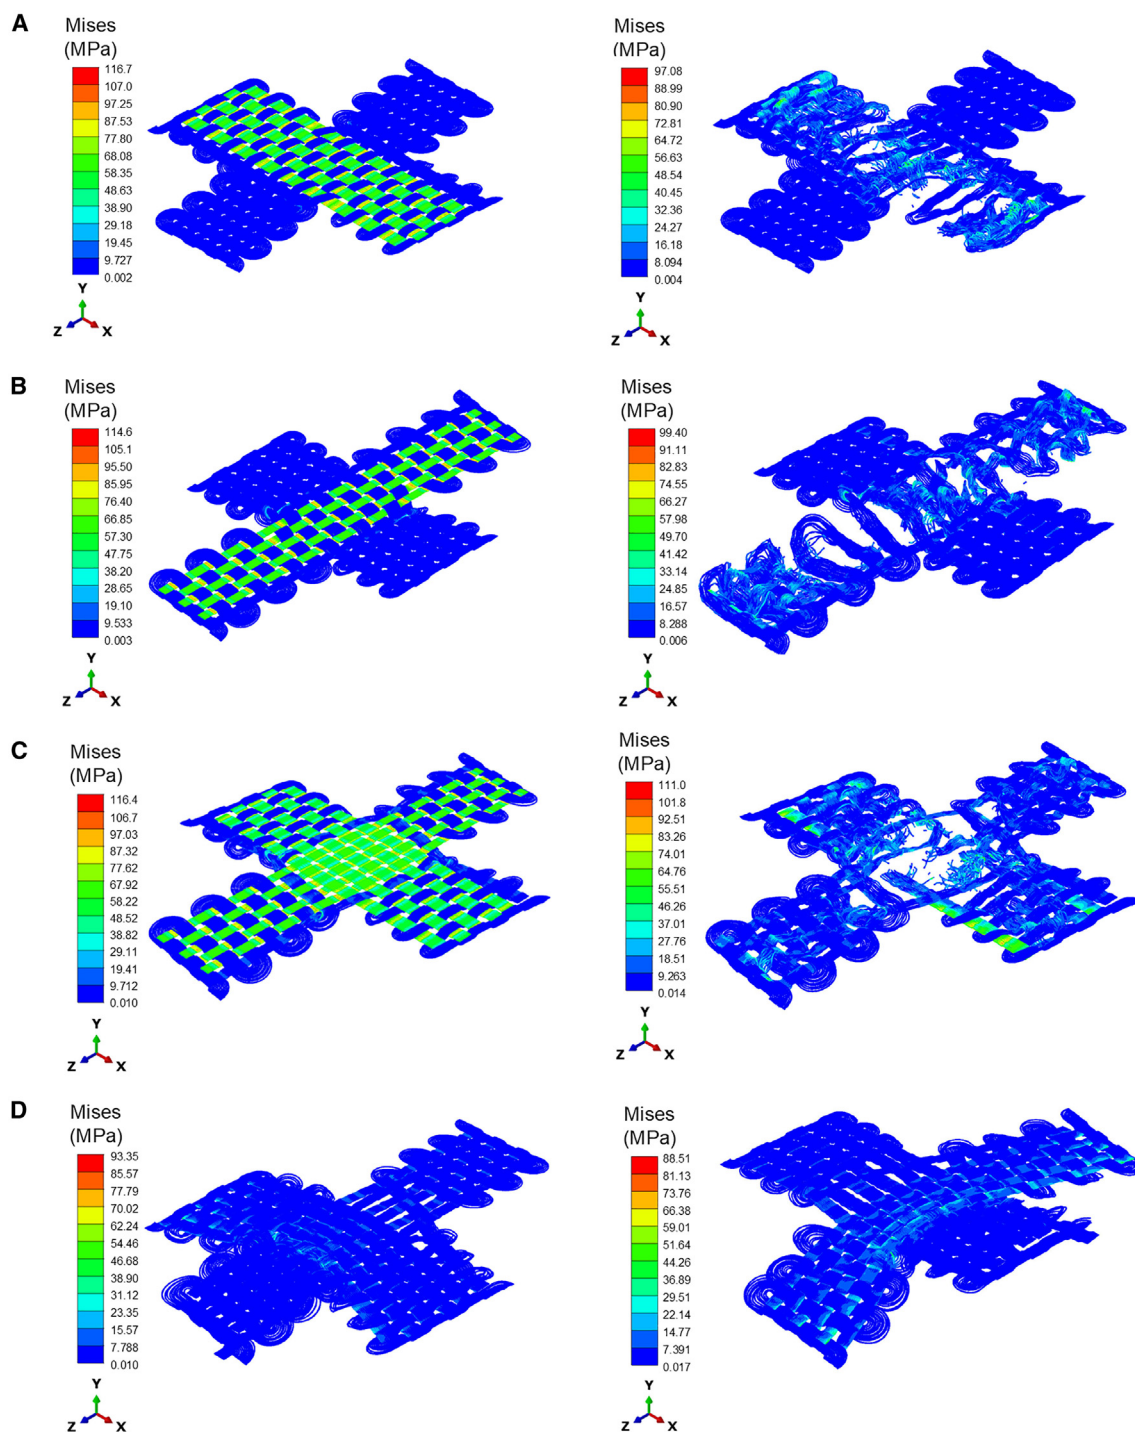 A
Mises
(MPa)
116.7
107.0
97.25
87.53
77.80
68.08
58.35
48.63
38.90
29.18
19.45
9.727
0.002
Y
Z
X
Mises
(MPa)
97.08
88.99
80.90
72.81
64.72
56.63
48.54
40.45
32.36
24.27
16.18
8.094
0.004
Y
Z
X
B
Mises
(MPa)
114.6
105.1
95.50
85.95
76.40
66.85
57.30
47.75
38.20
28.65
19.10
9.533
0.003
Y
Z
X
Mises
(MPa)
99.40
91.11
82.83
74.55
66.27
57.98
49.70
41.42
33.14
24.85
16.57
8.288
0.006
Y
Z
X
C
Mises
(MPa)
116.4
106.7
97.03
87.32
77.62
67.92
58.22
48.52
38.82
29.11
19.41
9.712
0.010
Y
Z
X
Mises
(MPa)
111.0
101.8
92.51
83.26
74.01
64.76
55.51
46.26
37.01
27.76
18.51
9.263
0.014
Y
Z
X
D
Mises
(MPa)
93.35
85.57
77.79
70.02
62.24
54.46
46.68
38.90
31.12
23.35
15.57
7.788
0.010
Y
Z
X
Mises
(MPa)
88.51
81.13
73.76
66.38
59.01
51.64
44.26
36.89
29.51
22.14
14.77
7.391
0.017
Y
Z
X